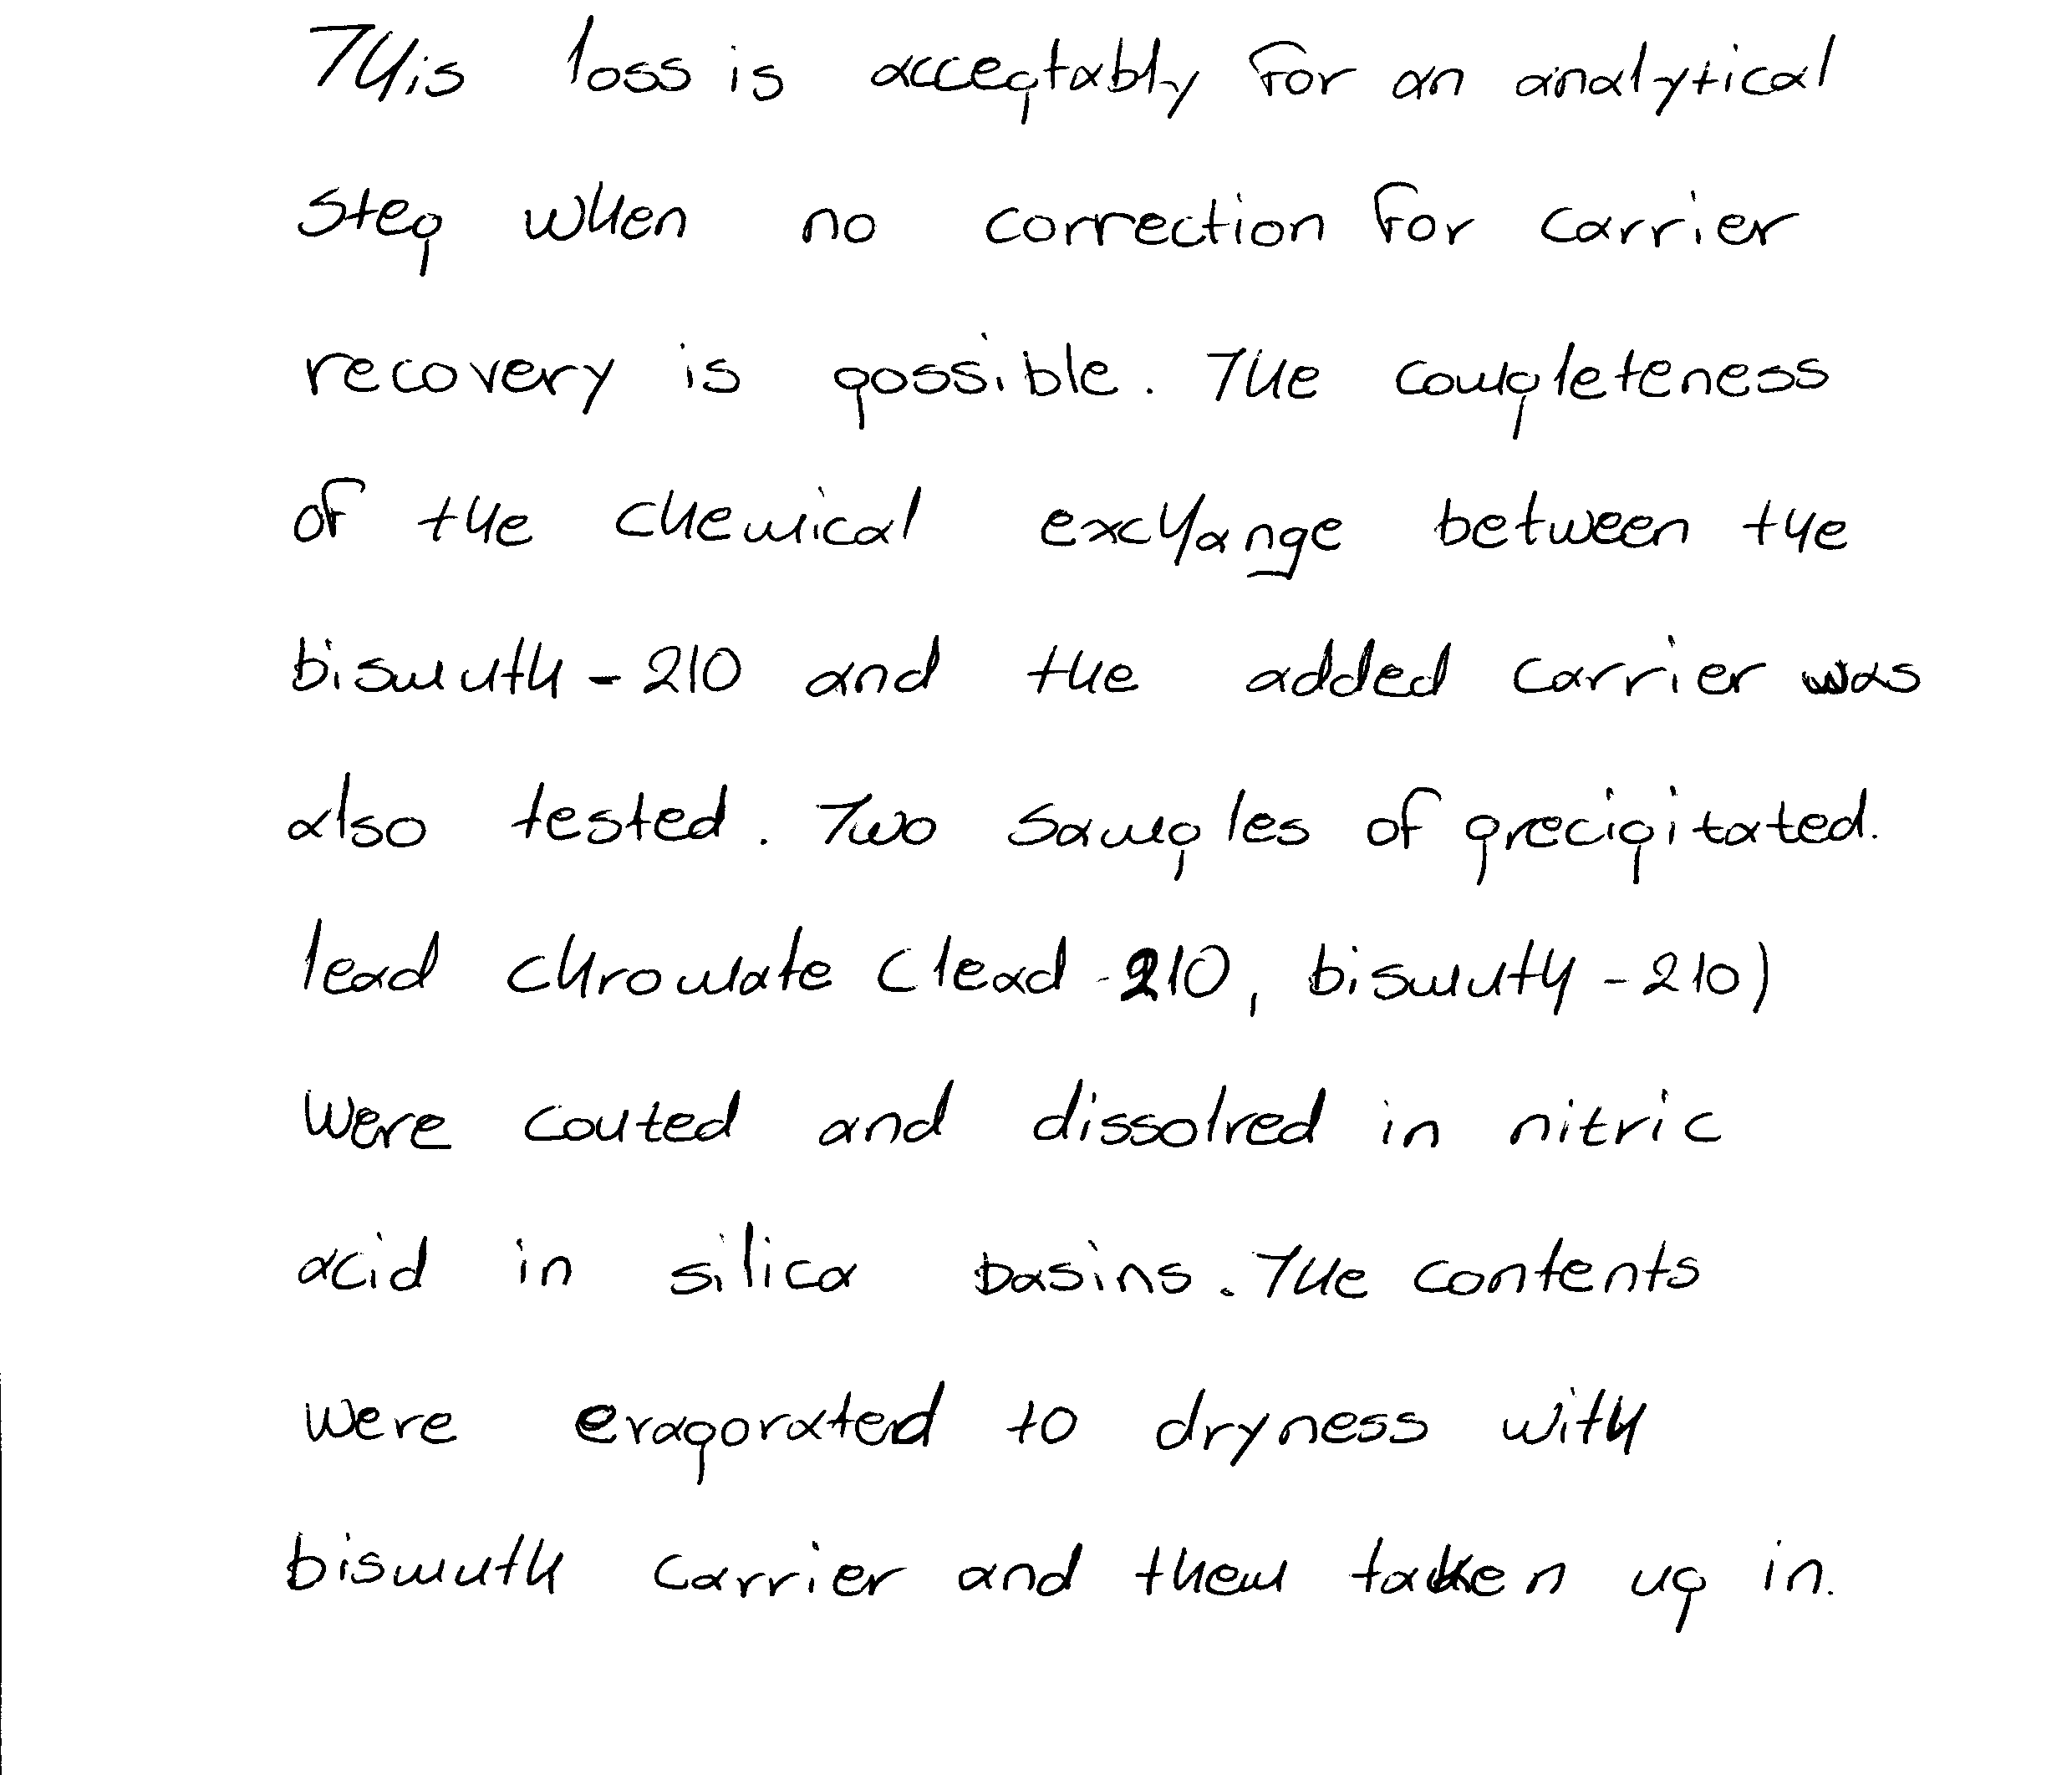 This loss is acceptably for an analytical
step when no correction for carrier
recovery is possible. The completeness
of the chemical exchange between the
bismuth - 210 and the added carrier was
also tested. Two samples of precipitated.
lead chromate (lead - 210, bismuth - 210)
were couted and dissolred in nitric
acid in silica basins. The contents
were eraporated to dryness with
bismuth carrier and them taken up in.